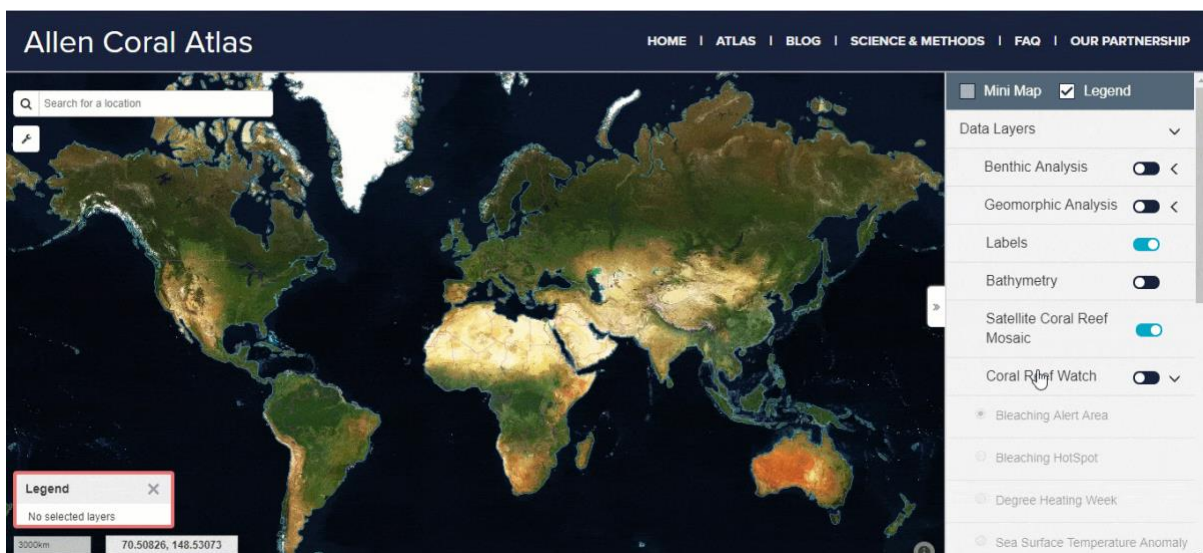 Allen Coral Atlas
HOME | ATLAS | BLOG | SCIENCE & METHODS | FAQ | OUR PARTNERSHIP
Search for a location
Mini Map Legend
Data Layers
Benthic Analysis
Geomorphic Analysis
Labels
Bathymetry
Satellite Coral Reef
Mosaic
Coral Reef Watch
Bleaching Alert Area
Bleaching HotSpot
Degree Heating Week
Sea Surface Temperature Anomaly
Legend
No selected layers
3000km
70.50826, 148.53073